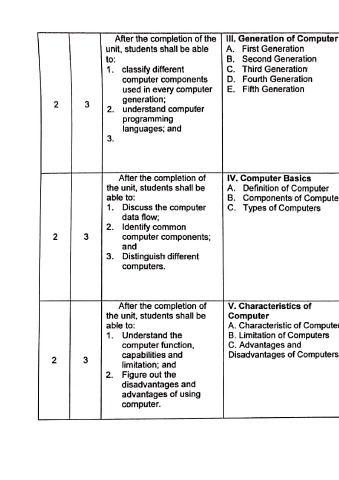 2
3
After the completion of the
unit, students shall be able
to:
1. classify different
computer components
used in every computer
generation;
2. understand computer
programming
languages; and
3.
III. Generation of Computer
A. First Generation
B. Second Generation
C. Third Generation
D. Fourth Generation
E. Fifth Generation
2
3
After the completion of
the unit, students shall be
able to:
1. Discuss the computer
data flow;
2. Identify common
computer components;
and
3. Distinguish different
computers.
IV. Computer Basics
A. Definition of Computer
B. Components of Compute
C. Types of Computers
2
3
After the completion of
the unit, students shall be
able to:
1. Understand the
computer function,
capabilities and
limitation; and
2. Figure out the
disadvantages and
advantages of using
computer.
V. Characteristics of
Computer
A. Characteristic of Computer
B. Limitation of Computers
C. Advantages and
Disadvantages of Computers